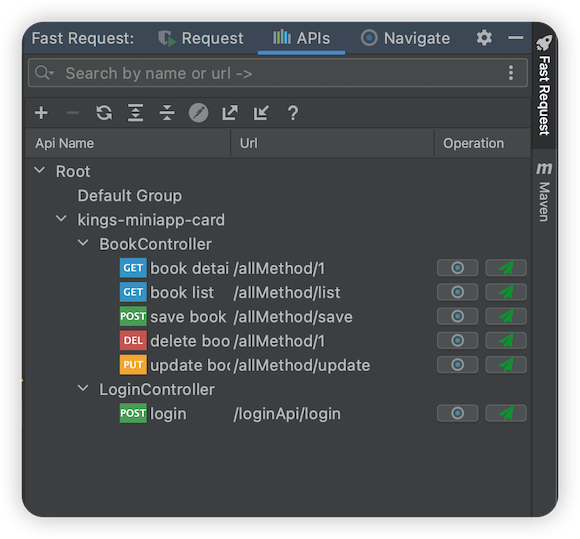 Fast Request: Request APIs Navigate
Search by name or url ->
Api Name Url Operation
Root
Default Group
kings-miniapp-card
BookController
GET book detai /allMethod/1
GET book list /allMethod/list
POST save book /allMethod/save
DEL delete boo /allMethod/1
PUT update boo /allMethod/update
LoginController
POST login /loginApi/login
Fast Request
m Maven